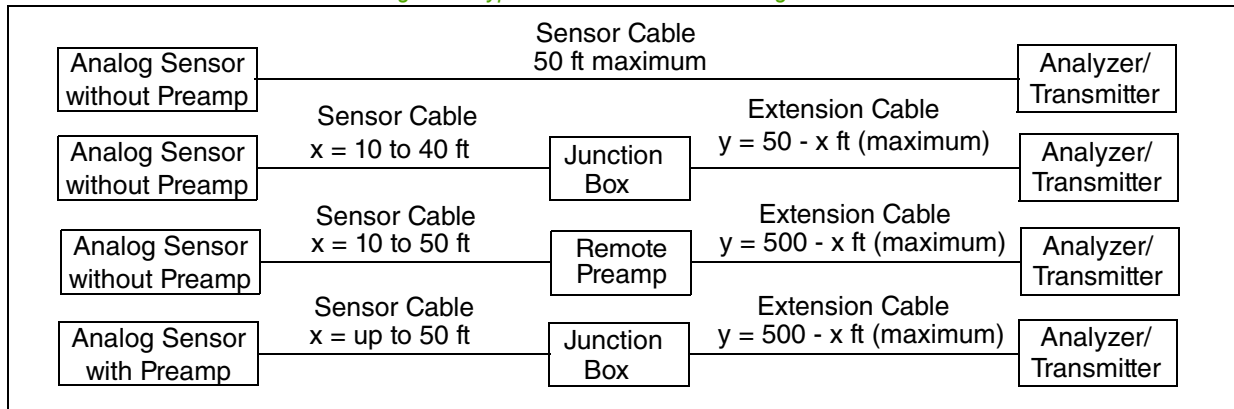 Sensor Cable
50 ft maximum
Analog Sensor
without Preamp
Analyzer/
Transmitter
Sensor Cable
x = 10 to 40 ft
Extension Cable
y = 50 - x ft (maximum)
Analog Sensor
without Preamp
Junction
Box
Analyzer/
Transmitter
Sensor Cable
x = 10 to 50 ft
Extension Cable
y = 500 - x ft (maximum)
Analog Sensor
without Preamp
Remote
Preamp
Analyzer/
Transmitter
Sensor Cable
x = up to 50 ft
Extension Cable
y = 500 - x ft (maximum)
Analog Sensor
with Preamp
Junction
Box
Analyzer/
Transmitter